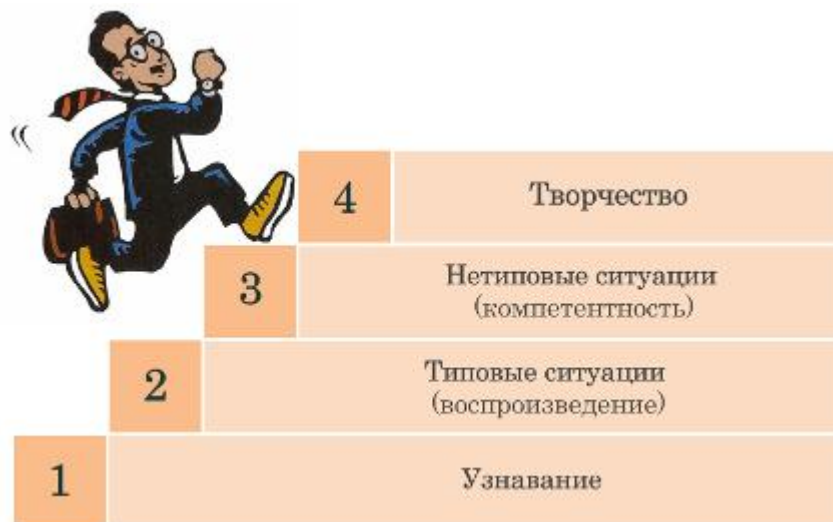 4
Творчество
3
Нетиповые ситуации
(компетентность)
2
Типовые ситуации
(воспроизведение)
1
Узнавание